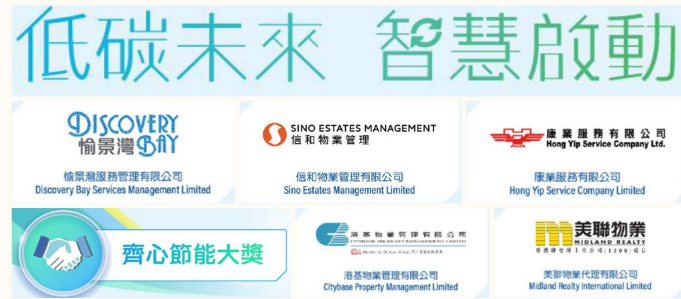 低碳未來 智慧啟動
DISCOVERY
愉景灣 BAY
愉景灣服務管理有限公司
Discovery Bay Services Management Limited
SINO ESTATES MANAGEMENT
信和物業管理
信和物業管理有限公司
Sino Estates Management Limited
康業服務有限公司
Hong Yip Service Company Ltd.
康業服務有限公司
Hong Yip Service Company Limited
齊心節能大獎
港基物業管理有限公司
港基物業管理有限公司
Citybase Property Management Limited
美聯物業
MIDLAND REALTY
美聯物業代理有限公司
Midland Realty International Limited